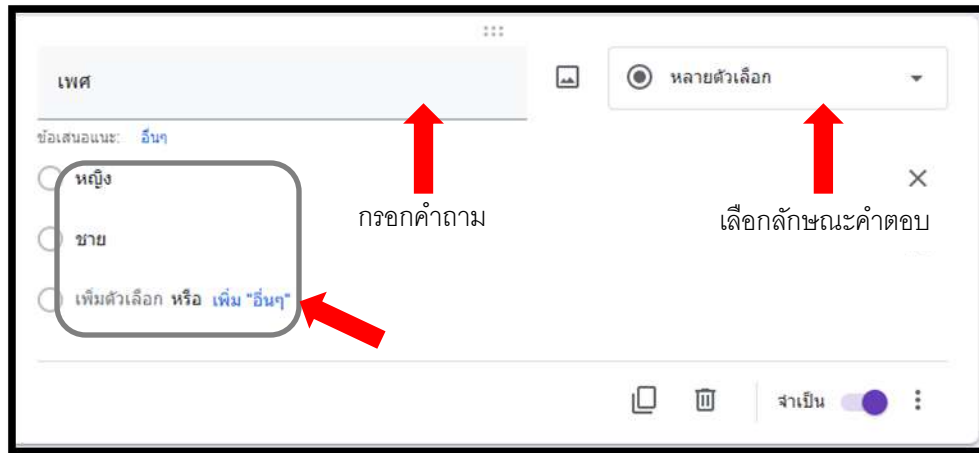 เพศ
หลายตัวเลือก
ข้อเสนอแนะ: อื่นๆ
หญิง
กรอกคำถาม
เลือกลักษณะคำตอบ
ชาย
เพิ่มตัวเลือก หรือ เพิ่ม "อื่นๆ"
จำเป็น